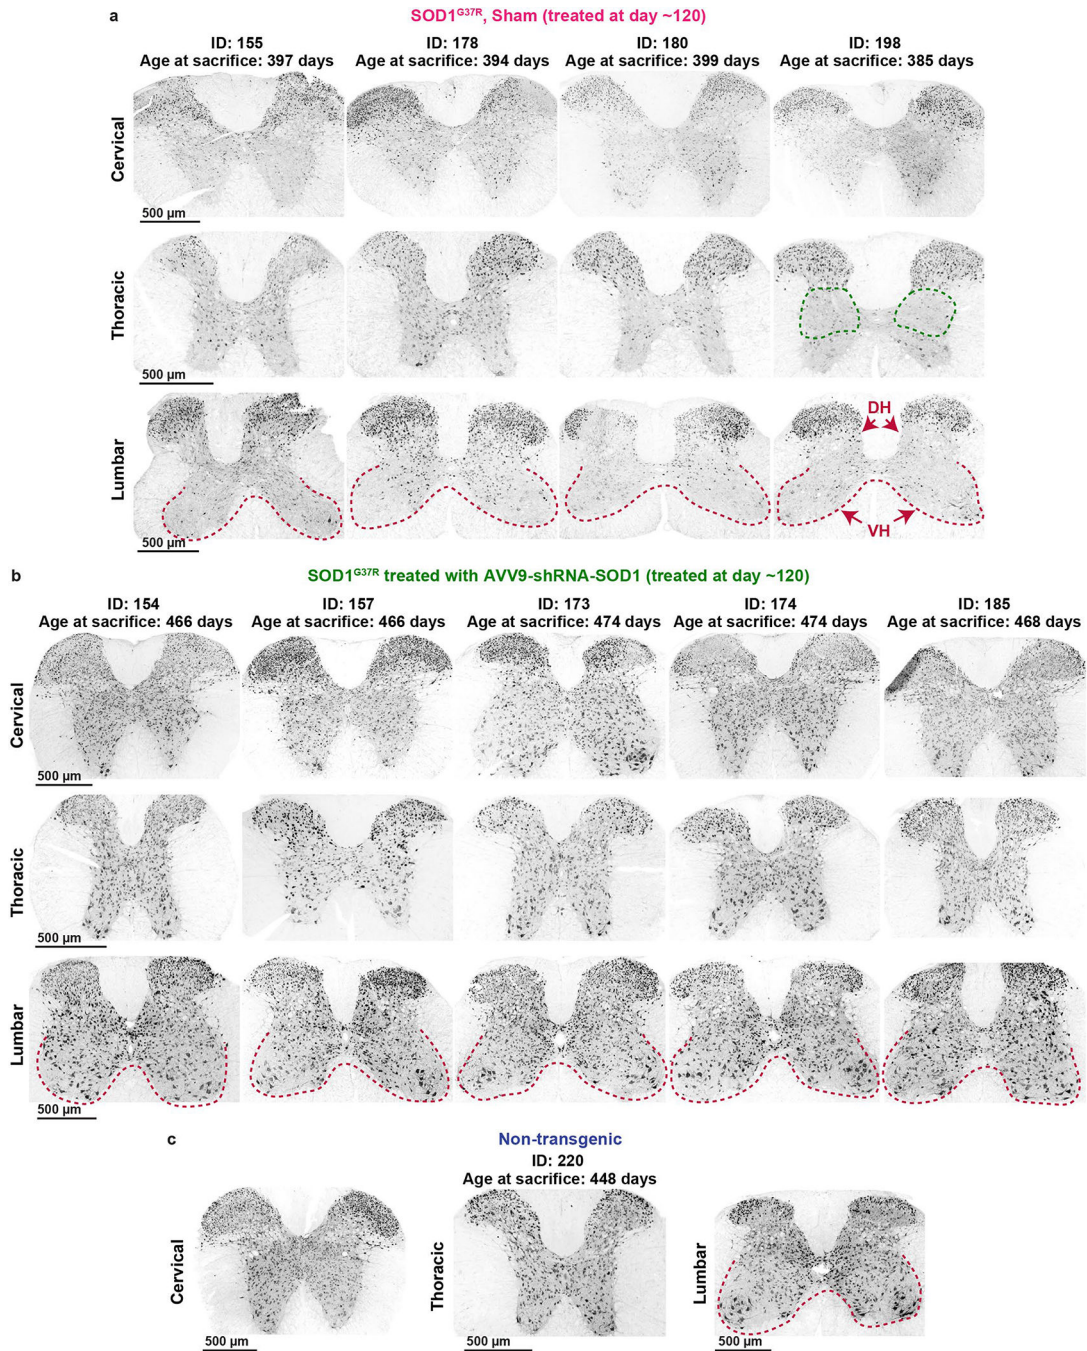 a
SOD1G37R, Sham (treated at day ~120)
ID: 155
Age at sacrifice: 397 days
ID: 178
Age at sacrifice: 394 days
ID: 180
Age at sacrifice: 399 days
ID: 198
Age at sacrifice: 385 days
Cervical
500 µm
Thoracic
500 µm
Lumbar
DH
VH
500 µm
b
SOD1G37R treated with AVV9-shRNA-SOD1 (treated at day ~120)
ID: 154
Age at sacrifice: 466 days
ID: 157
Age at sacrifice: 466 days
ID: 173
Age at sacrifice: 474 days
ID: 174
Age at sacrifice: 474 days
ID: 185
Age at sacrifice: 468 days
Cervical
500 µm
Thoracic
500 µm
Lumbar
500 µm
c
Non-transgenic
ID: 220
Age at sacrifice: 448 days
Cervical
500 µm
Thoracic
500 µm
Lumbar
500 µm